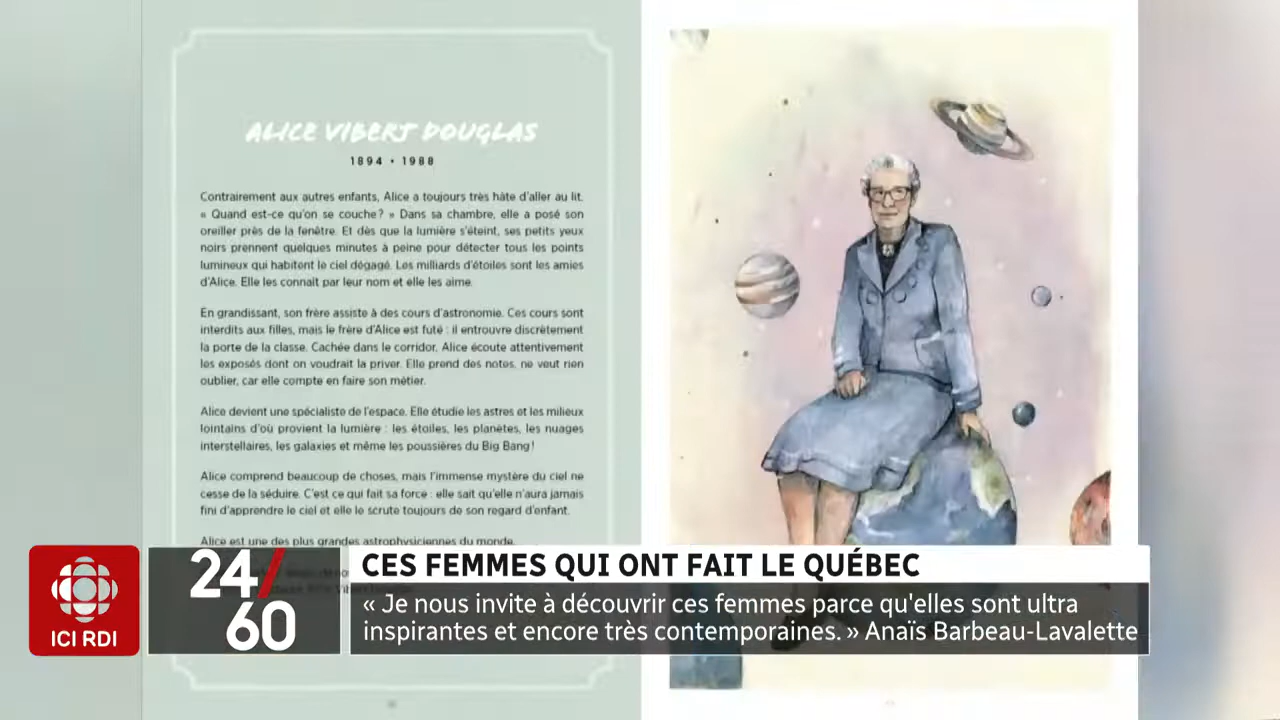 ALICE VIBERT DOUGLAS
1894 • 1988
Contrairement aux autres enfants, Alice a toujours très hâte d'aller au lit.
« Quand est-ce qu'on se couche ? » Dans sa chambre, elle a posé son
oreiller près de la fenêtre. Et dès que la lumière s'éteint, ses petits yeux
noirs prennent quelques minutes à peine pour détecter tous les points
lumineux qui habitent le ciel dégagé. Les milliards d'étoiles sont les amies
d'Alice. Elle les connait par leur nom et elle les aime.
En grandissant, son frère assiste à des cours d'astronomie. Ces cours sont
interdits aux filles, mais le frère d'Alice est futé : il entrouvre discrètement
la porte de la classe. Cachée dans le corridor, Alice écoute attentivement
les exposés dont on voudrait la priver. Elle prend des notes, ne veut rien
oublier, car elle compte en faire son métier.
Alice devient une spécialiste de l'espace. Elle étudie les astres et les milieux
lointains d'où provient la lumière : les étoiles, les planètes, les nuages
interstellaires, les galaxies et même les poussières du Big Bang !
Alice comprend beaucoup de choses, mais l'immense mystère du ciel ne
cesse de la séduire. C'est ce qui fait sa force : elle sait qu'elle n'aura jamais
fini d'apprendre le ciel et elle le scrute toujours de son regard d'enfant.
Alice est une des plus grandes astrophysiciennes du monde.
ICI RDI
24/
60
CES FEMMES QUI ONT FAIT LE QUÉBEC
« Je nous invite à découvrir ces femmes parce qu'elles sont ultra
inspirantes et encore très contemporaines. » Anaïs Barbeau-Lavalette